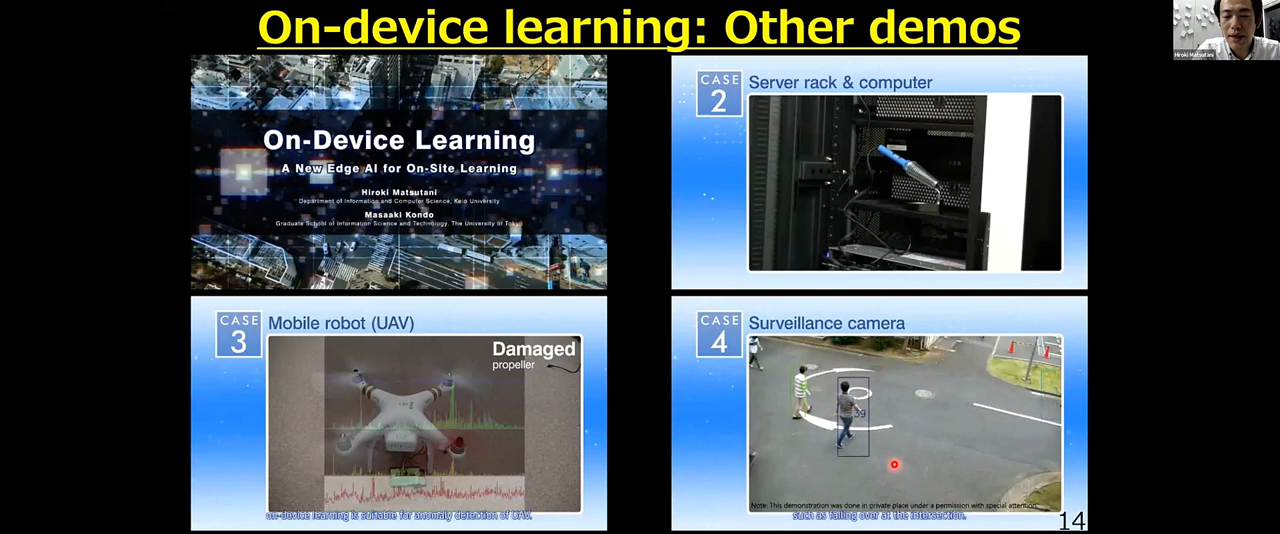 On-device learning: Other demos
Hiroki Matsutani
On-Device Learning
A New Edge AI for On-Site Learning
Hiroki Matsutani
Department of Information and Computer Science, Keio University
Masaaki Kondo
Graduate School of Information Science and Technology, The University of Tokyo
CASE
2
Server rack & computer
CASE
3
Mobile robot (UAV)
Damaged
propeller
on-device learning is suitable for anomaly detection of UAV.
CASE
4
Surveillance camera
39
Note: This demonstration was done in private place under a permission with special attention.
such as falling over at the intersection.
14